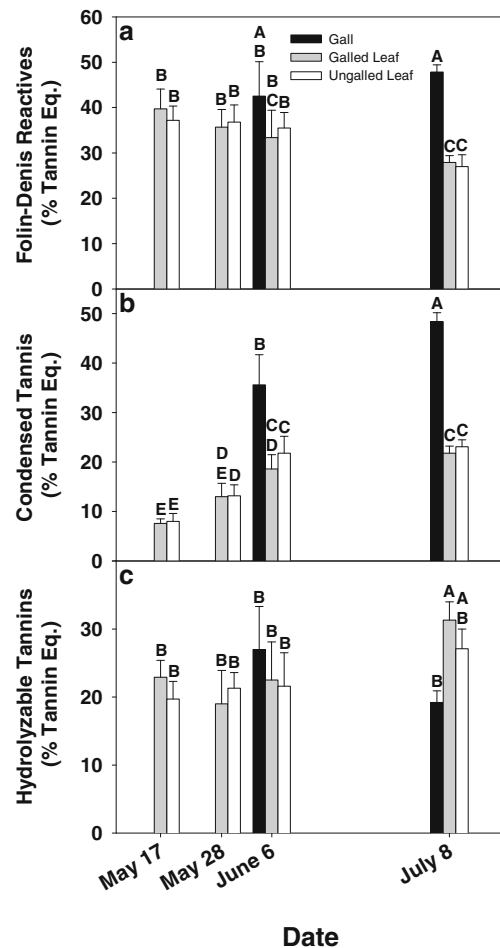 a
Folin-Denis Reactives
(% Tannin Eq.)
60
50
40
30
20
10
0
Gall
Galled Leaf
Ungalled Leaf
B B
B B
A
B B
C B
A
C C
b
Condensed Tannis
(% Tannin Eq.)
50
40
30
20
10
0
E E
D
E D
B
C C
D
A
C C
c
Hydrolyzable Tannins
(% Tannin Eq.)
30
20
10
0
B B
B B
B B B
B A A
B
May 17
May 28
June 6
July 8
Date